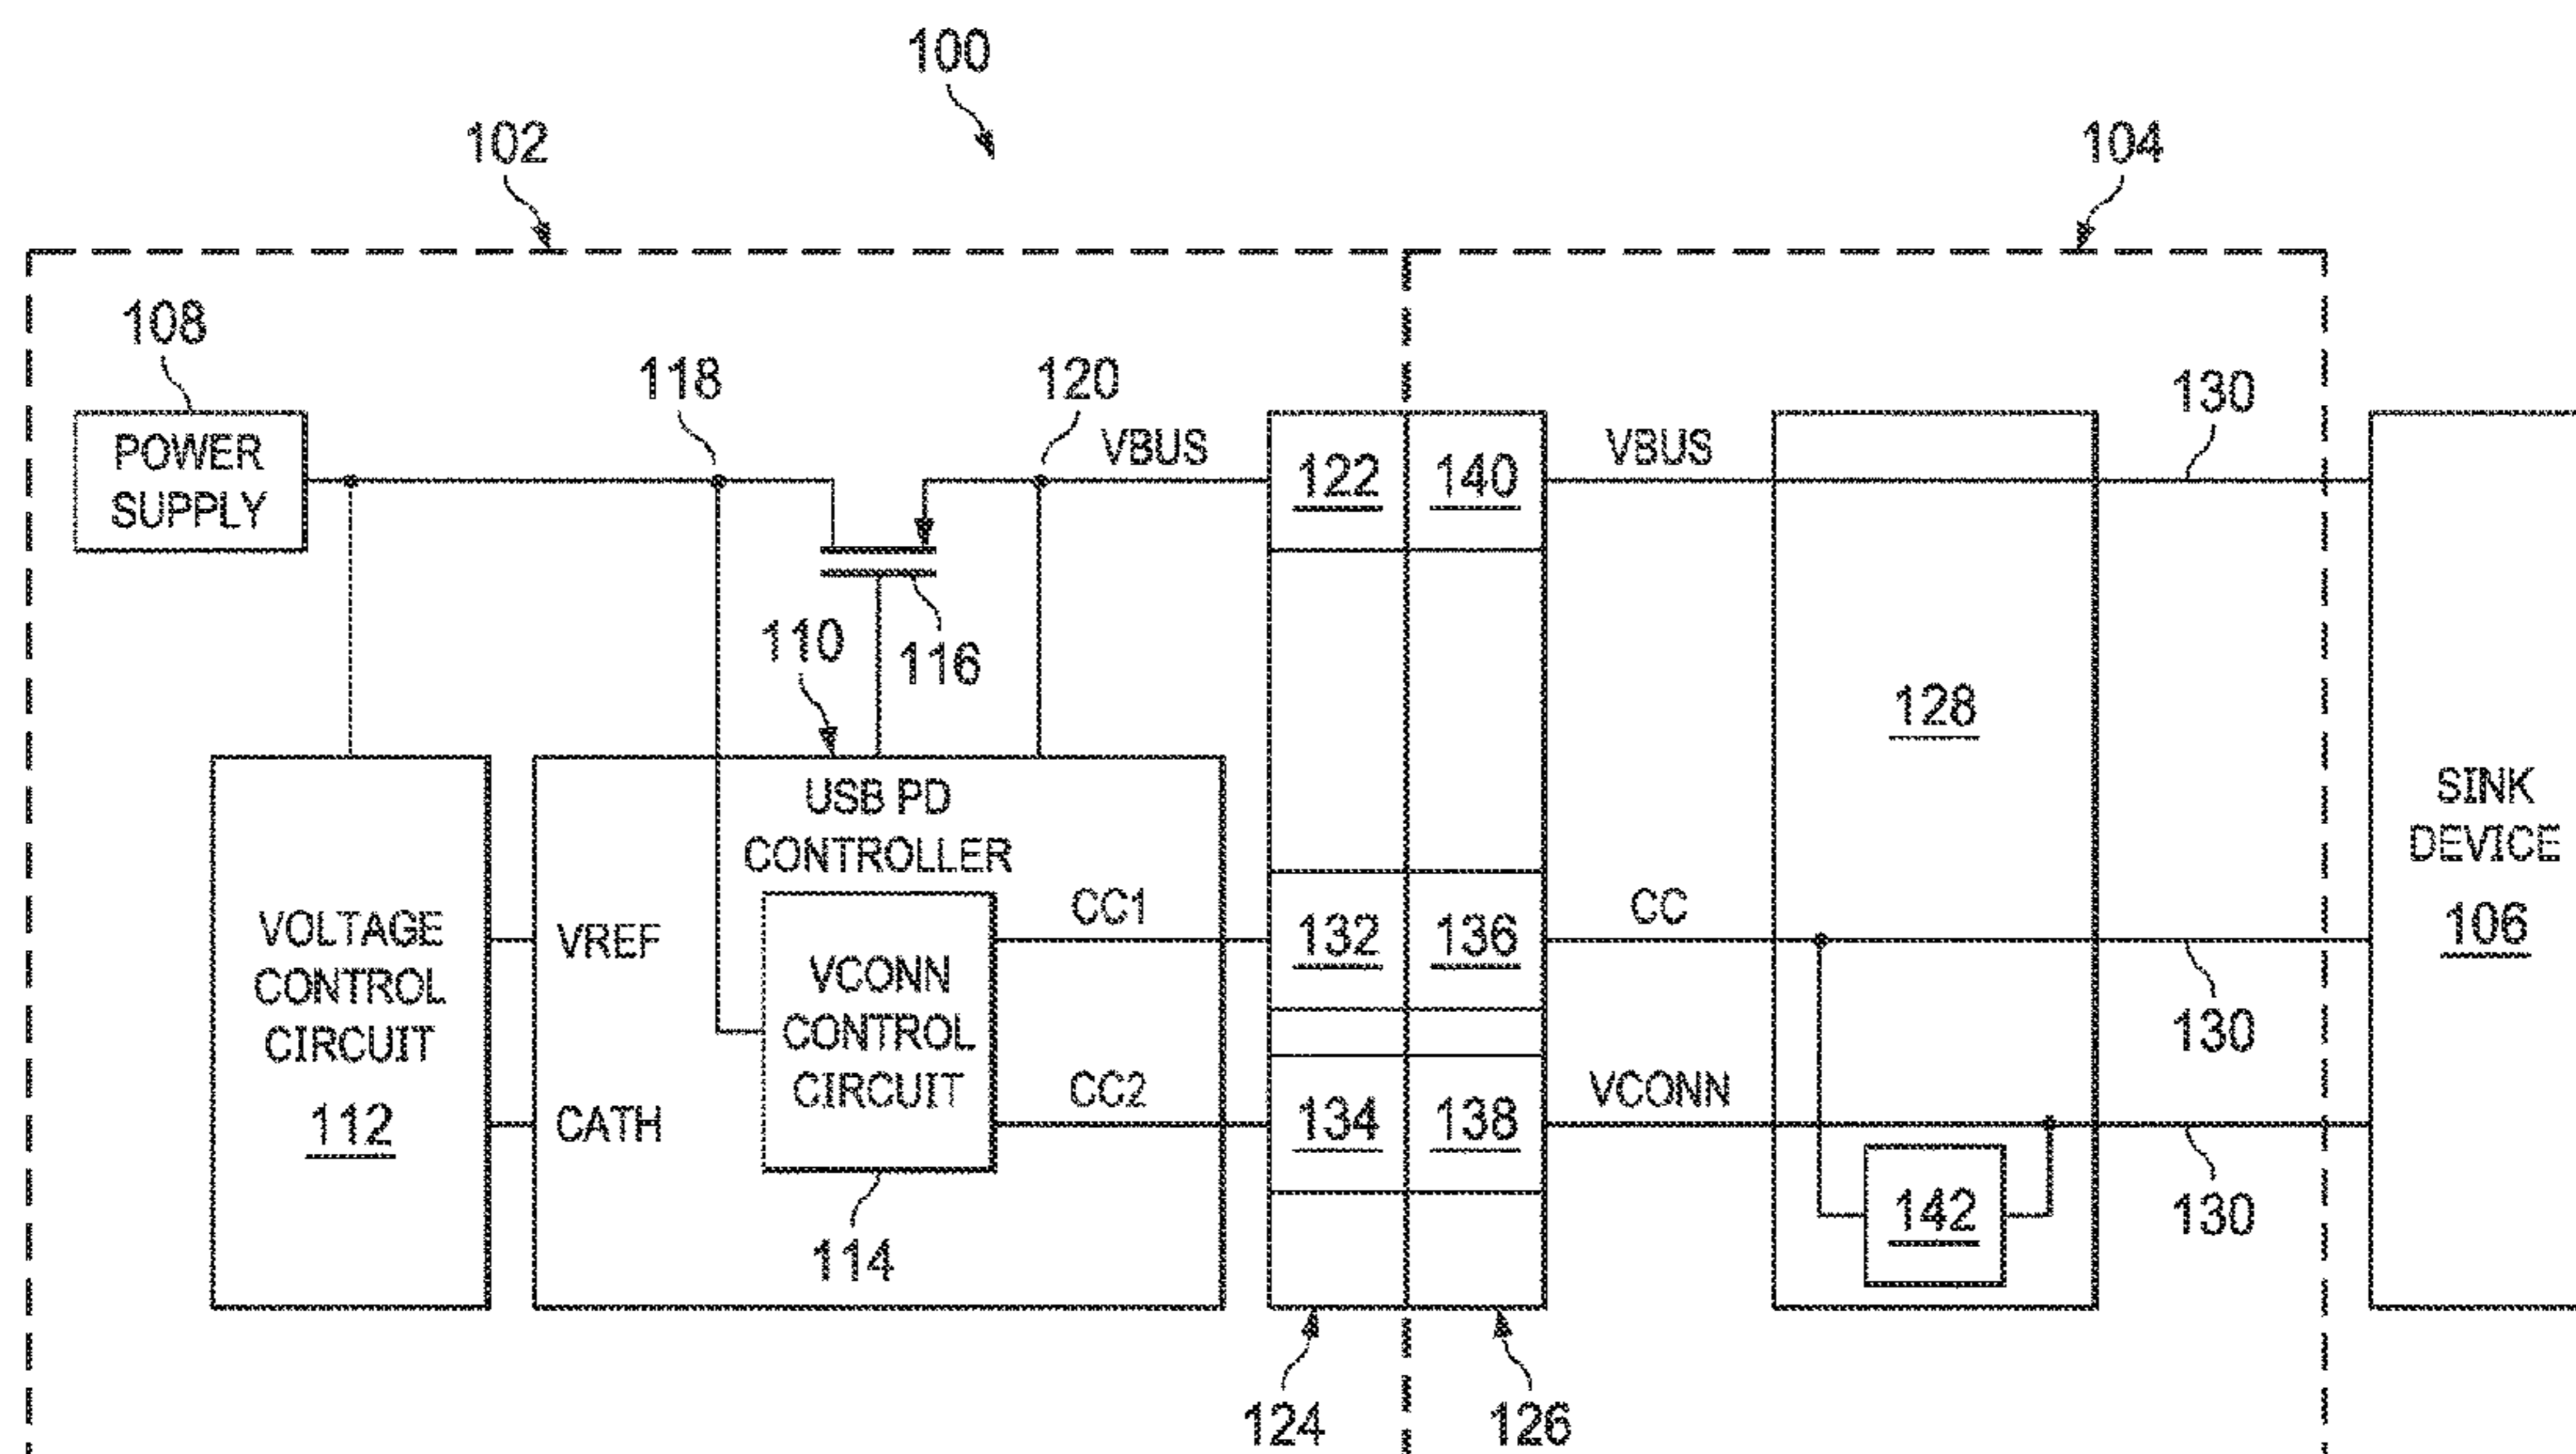 100
102
104
108
118
120
130
POWER
SUPPLY
VBUS
122
140
VBUS
110
116
128
USB PD
CONTROLLER
SINK
DEVICE
106
VOLTAGE
CONTROL
CIRCUIT
112
VREF
CATH
VCONN
CONTROL
CIRCUIT
114
CC1
CC2
132
136
134
138
CC
VCONN
130
142
130
124
126